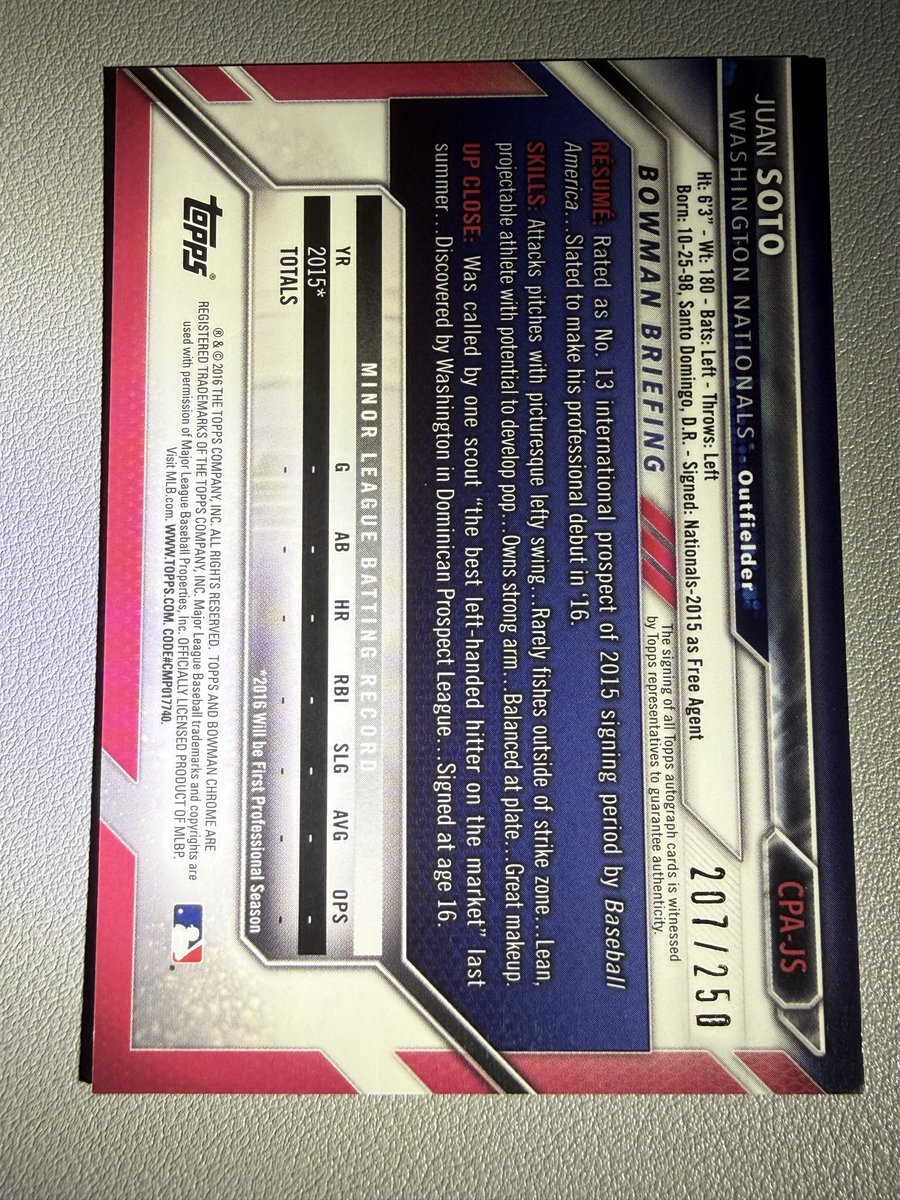 CPA-JS
JUAN SOTO
WASHINGTON NATIONALS® - Outfielder
Ht: 6'3" - Wt: 180 - Bats: Left - Throws: Left
Born: 10-25-98, Santo Domingo, D.R. - Signed: Nationals-2015 as Free Agent
207/250
The signing of all Topps autograph cards is witnessed
by Topps representatives to guarantee authenticity.
BOWMAN BRIEFING
RÉSUMÉ: Rated as No. 13 international prospect of 2015 signing period by Baseball
America...Slated to make his professional debut in '16.
SKILLS: Attacks pitches with picturesque lefty swing...Rarely fishes outside of strike zone...Lean,
projectable athlete with potential to develop pop...Owns strong arm...Balanced at plate...Great makeup.
UP CLOSE: Was called by one scout "the best left-handed hitter on the market" last
summer...Discovered by Washington in Dominican Prospect League...Signed at age 16.
MINOR LEAGUE BATTING RECORD
YR G AB HR RBI SLG AVG OPS
2015* - - - - - - -
TOTALS - - - - - - -
*2016 Will be First Professional Season
topps®
® & © 2016 THE TOPPS COMPANY, INC. ALL RIGHTS RESERVED. TOPPS AND BOWMAN CHROME ARE
REGISTERED TRADEMARKS OF THE TOPPS COMPANY, INC. Major League Baseball trademarks and copyrights are
used with permission of Major League Baseball Properties, Inc. OFFICIALLY LICENSED PRODUCT OF MLBP.
Visit MLB.com. WWW.TOPPS.COM. CODE#CMP017740.